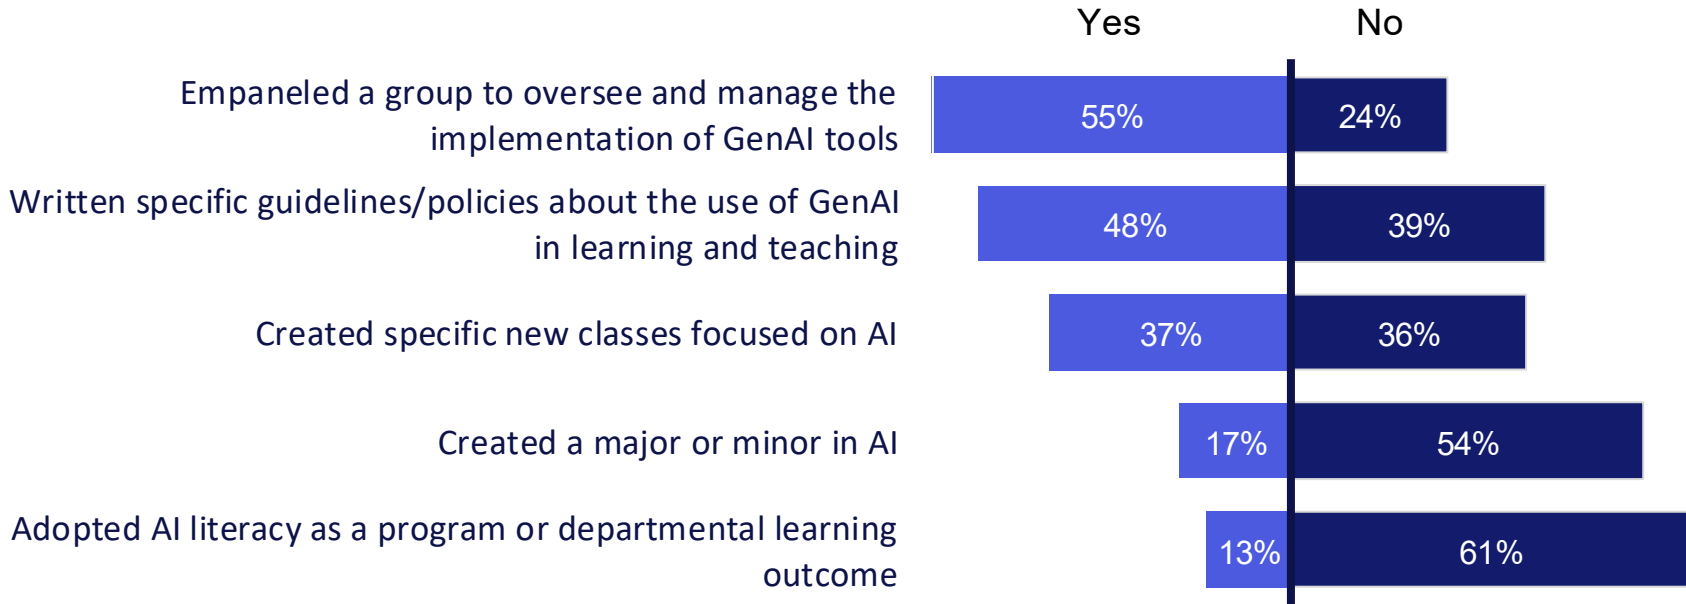 Yes No
Empaneled a group to oversee and manage the
implementation of GenAI tools
55% 24%
Written specific guidelines/policies about the use of GenAI
in learning and teaching
48% 39%
Created specific new classes focused on AI 37% 36%
Created a major or minor in AI 17% 54%
Adopted AI literacy as a program or departmental learning
outcome
13% 61%